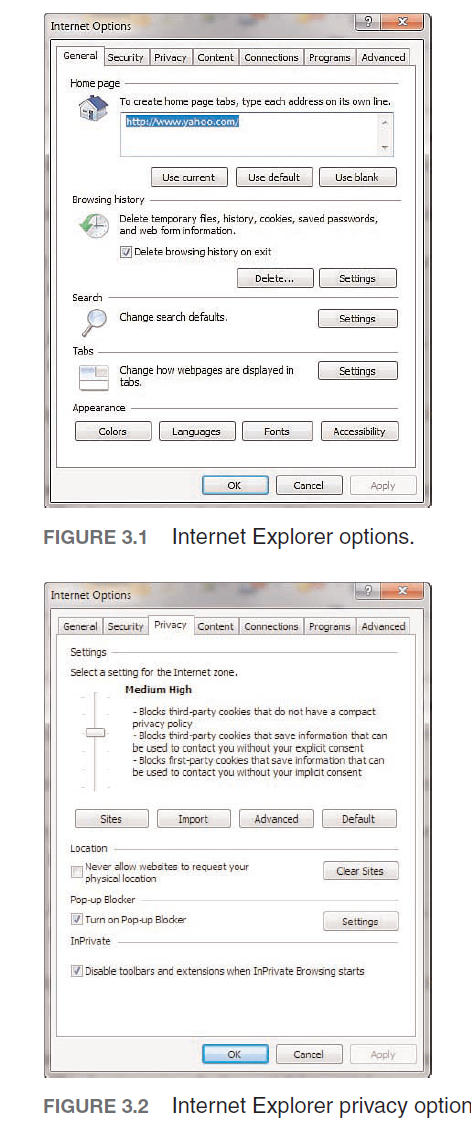 Internet Options
General Security Privacy Content Connections Programs Advanced
Home page
To create home page tabs, type each address on its own line.
http://www.yahoo.com/
Use current Use default Use blank
Browsing history
Delete temporary files, history, cookies, saved passwords,
and web form information.
Delete browsing history on exit
Delete... Settings
Search
Change search defaults. Settings
Tabs
Change how webpages are displayed in Settings
tabs.
Appearance
Colors Languages Fonts Accessibility
OK Cancel Apply
FIGURE 3.1 Internet Explorer options.
Internet Options
General Security Privacy Content Connections Programs Advanced
Settings
Select a setting for the Internet zone.
Medium High
- Blocks third-party cookies that do not have a compact
privacy policy
- Blocks third-party cookies that save information that can
be used to contact you without your explicit consent
- Blocks first-party cookies that save information that can
be used to contact you without your implicit consent
Sites Import Advanced Default
Location
Never allow websites to request your
physical location
Clear Sites
Pop-up Blocker
Turn on Pop-up Blocker Settings
InPrivate
Disable toolbars and extensions when InPrivate Browsing starts
OK Cancel Apply
FIGURE 3.2 Internet Explorer privacy option